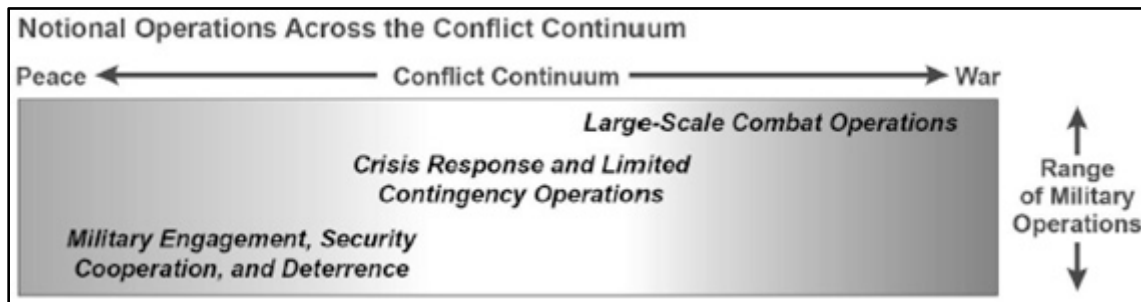 Notional Operations Across the Conflict Continuum
Peace Conflict Continuum War
Large-Scale Combat Operations
Crisis Response and Limited
Contingency Operations
Military Engagement, Security
Cooperation, and Deterrence
Range
of Military
Operations